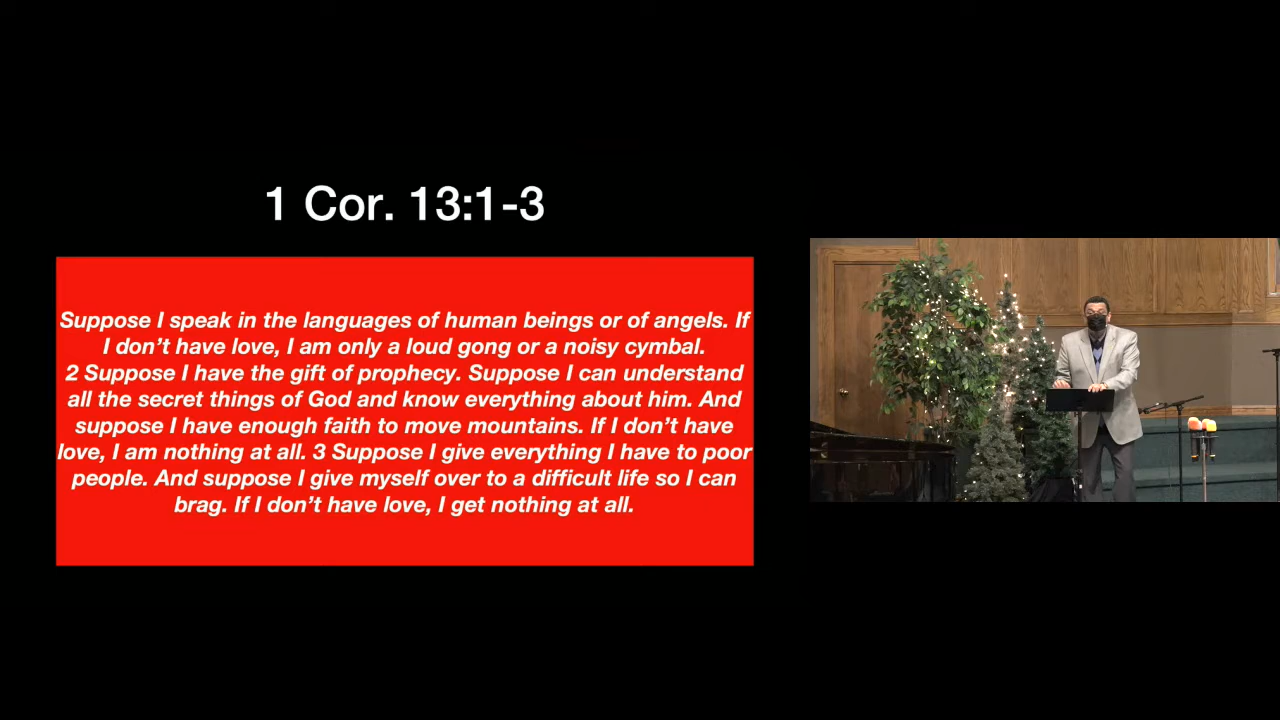 1 Cor. 13:1-3
Suppose I speak in the languages of human beings or of angels. If
I don’t have love, I am only a loud gong or a noisy cymbal.
2 Suppose I have the gift of prophecy. Suppose I can understand
all the secret things of God and know everything about him. And
suppose I have enough faith to move mountains. If I don’t have
love, I am nothing at all. 3 Suppose I give everything I have to poor
people. And suppose I give myself over to a difficult life so I can
brag. If I don’t have love, I get nothing at all.